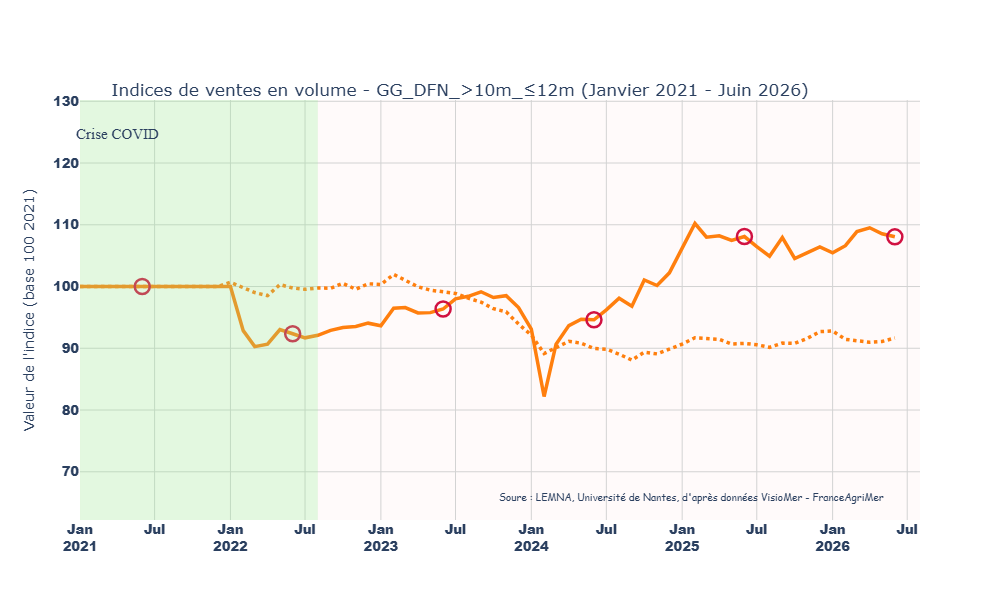 Indices de ventes en volume - GG_DFN_>10m_≤12m (Janvier 2021 - Juin 2026)
Valeur de l'indice (base 100 2021)
130
120
110
100
90
80
70
Crise COVID
Soure : LEMNA, Université de Nantes, d'après données VisioMer - FranceAgriMer
Jan Jul Jan Jul Jan Jul Jan Jul Jan Jul Jan Jul
2021 2022 2023 2024 2025 2026